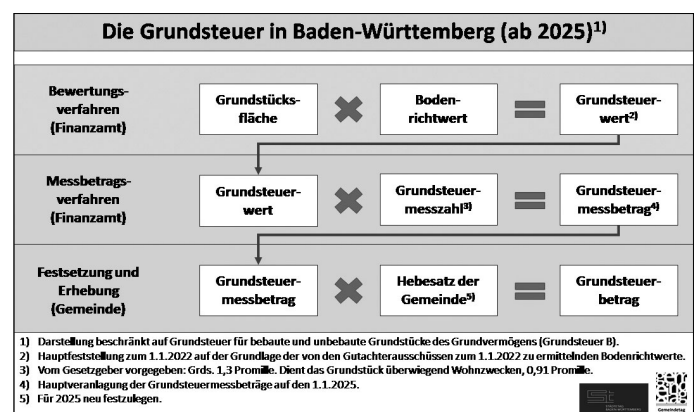 Die Grundsteuer in Baden-Württemberg (ab 2025)1)
Bewertungs-
verfahren
(Finanzamt)
Grundstücks-
fläche
Boden-
richtwert
Grundsteuer-
wert2)
Messbetrags-
verfahren
(Finanzamt)
Grundsteuer-
wert
Grundsteuer-
messzahl3)
Grundsteuer-
messbetrag4)
Festsetzung und
Erhebung
(Gemeinde)
Grundsteuer-
messbetrag
Hebesatz der
Gemeinde5)
Grundsteuer-
betrag
1) Darstellung beschränkt auf Grundsteuer für bebaute und unbebaute Grundstücke des Grundvermögens (Grundsteuer B).
2) Hauptfeststellung zum 1.1.2022 auf der Grundlage der von den Gutachterausschüssen zum 1.1.2022 zu ermittelnden Bodenrichtwerte.
3) Vom Gesetzgeber vorgegeben: Grds. 1,3 Promille. Dient das Grundstück überwiegend Wohnzwecken, 0,91 Promille.
4) Hauptveranlagung der Grundsteuermessbeträge auf den 1.1.2025.
5) Für 2025 neu festzulegen.
Gemeindetag